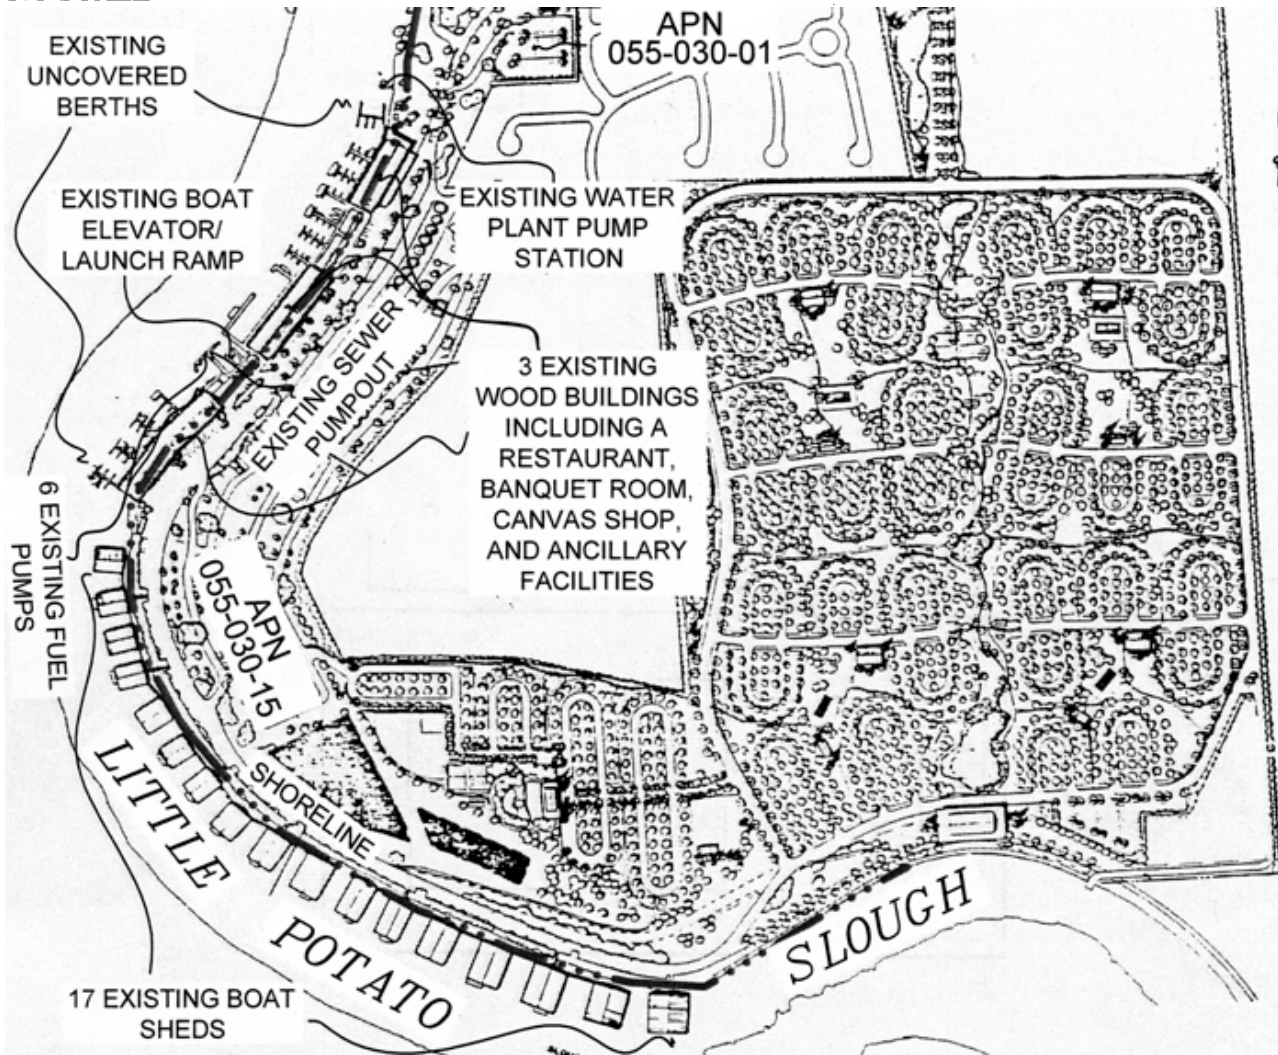 APN
055-030-01
EXISTING
UNCOVERED
BERTHS
EXISTING BOAT
ELEVATOR/
LAUNCH RAMP
EXISTING WATER
PLANT PUMP
STATION
EXISTING SEWER
PUMPOUT
3 EXISTING
WOOD BUILDINGS
INCLUDING A
RESTAURANT,
BANQUET ROOM,
CANVAS SHOP,
AND ANCILLARY
FACILITIES
6 EXISTING FUEL
PUMPS
APN
055-030-15
SHORELINE
LITTLE
POTATO
SLOUGH
17 EXISTING BOAT
SHEDS